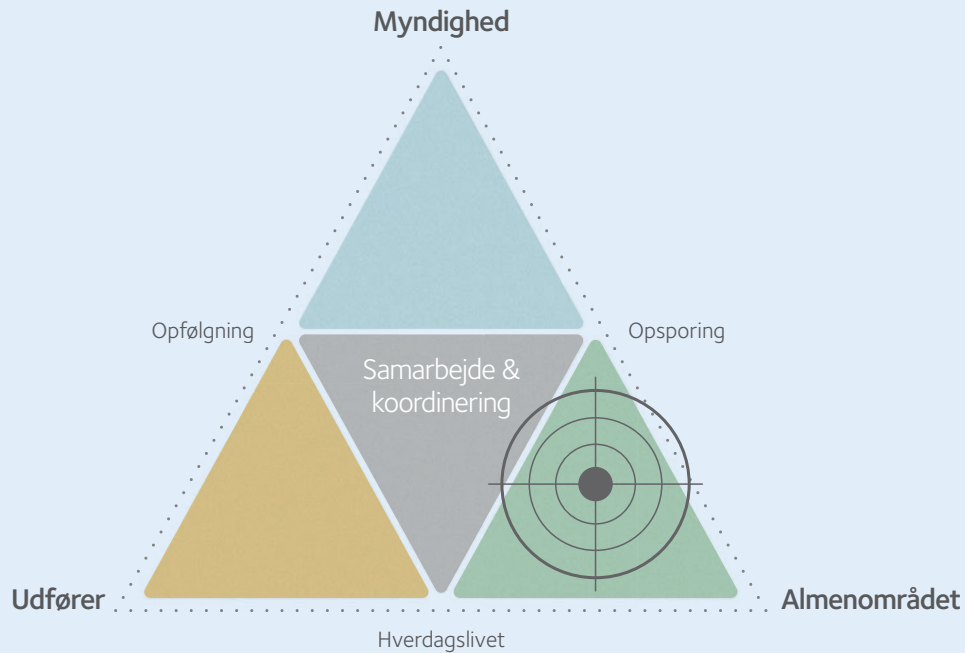 Myndighed
Opfølgning
Opsporing
Samarbejde &
koordinering
Udfører
Almenområdet
Hverdagslivet